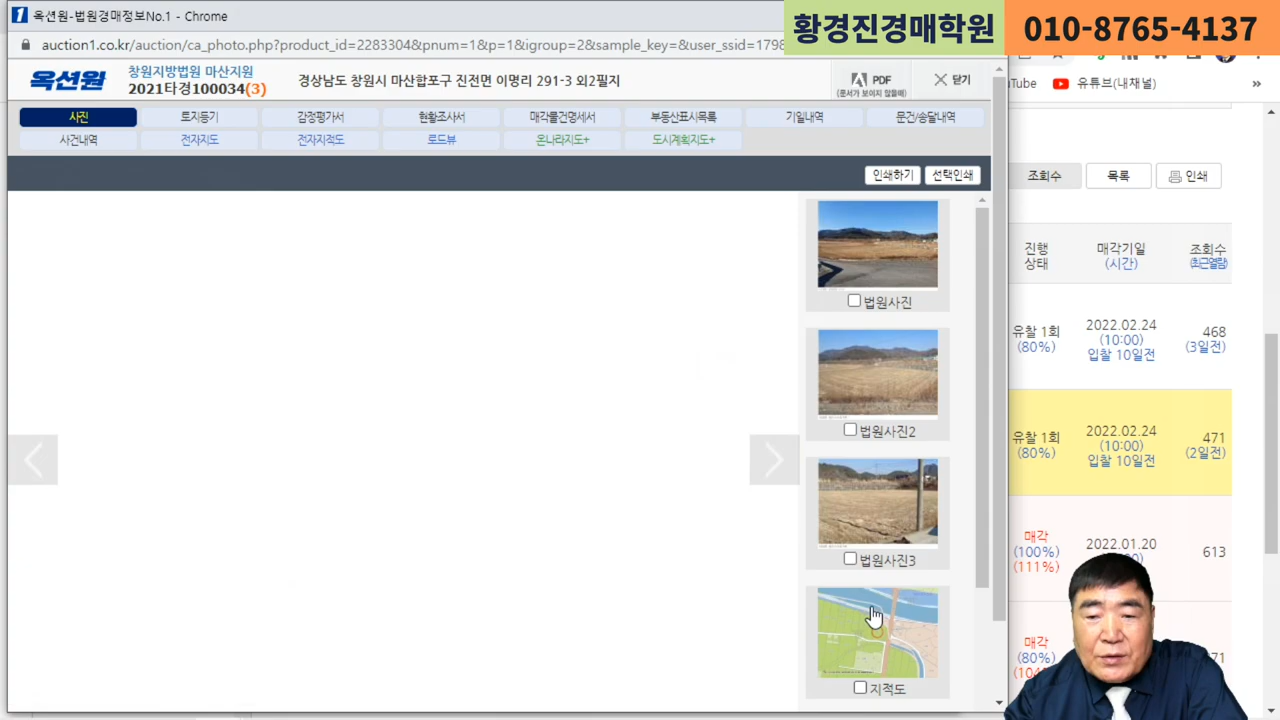 옥션원-법원경매정보No.1 - Chrome
황경진경매학원 010-8765-4137
auction1.co.kr/auction/ca_photo.php?product_id=2283304&pnum=1&p=1&igroup=2&sample_key=&user_ssid=1798
옥션원
창원지방법원 마산지원
2021타경100034(3)
경상남도 창원시 마산합포구 진전면 이명리 291-3 외2필지
PDF
(문서가 보이지 않을때)
닫기
유튜브(내채널)
사진 토지등기 감정평가서 현황조사서 매각물건명세서 부동산표시목록 기일내역 문건/송달내역
사건내역 전자지도 전자지적도 로드뷰 온나라지도+ 도시계획지도+
인쇄하기 선택인쇄
조회수 목록 인쇄
법원사진
법원사진2
법원사진3
지적도
진행
상태
매각기일
(시간)
조회수
(최근열람)
유찰 1회
(80%)
2022.02.24
(10:00)
입찰 10일전
468
(3일전)
유찰 1회
(80%)
2022.02.24
(10:00)
입찰 10일전
471
(2일전)
매각
(100%)
(111%)
2022.01.20
613
매각
(80%)